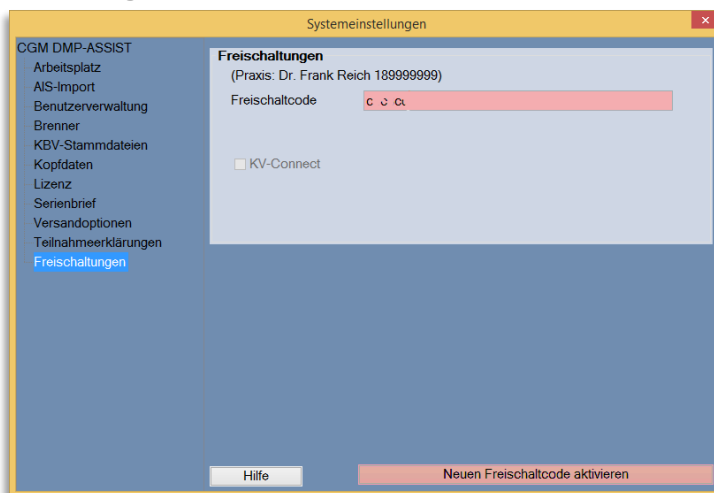 Systemeinstellungen
CGM DMP-ASSIST
Arbeitsplatz
AIS-Import
Benutzerverwaltung
Brenner
KBV-Stammdateien
Kopfdaten
Lizenz
Serienbrief
Versandoptionen
Teilnahmeerklärungen
Freischaltungen
Freischaltungen
(Praxis: Dr. Frank Reich 189999999)
Freischaltcode
KV-Connect
Hilfe
Neuen Freischaltcode aktivieren